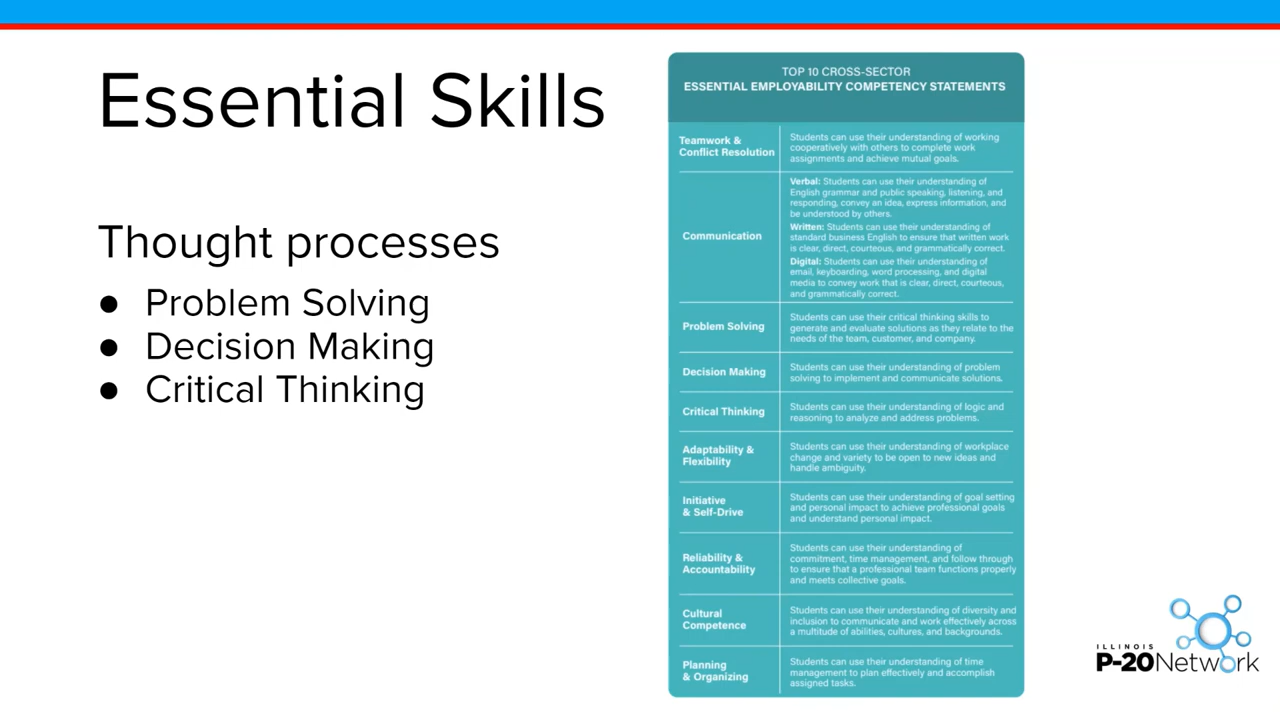 Essential Skills
Thought processes
● Problem Solving
● Decision Making
● Critical Thinking
TOP 10 CROSS-SECTOR
ESSENTIAL EMPLOYABILITY COMPETENCY STATEMENTS
Teamwork &
Conflict Resolution
Students can use their understanding of working
cooperatively with others to complete work
assignments and achieve mutual goals.
Communication
Verbal: Students can use their understanding of
English grammar and public speaking, listening, and
responding, convey an idea, express information, and
be understood by others.
Written: Students can use their understanding of
standard business English to ensure that written work
is clear, direct, courteous, and grammatically correct.
Digital: Students can use their understanding of
email, keyboarding, word processing, and digital
media to convey work that is clear, direct, courteous,
and grammatically correct.
Problem Solving
Students can use their critical thinking skills to
generate and evaluate solutions as they relate to the
needs of the team, customer, and company.
Decision Making
Students can use their understanding of problem
solving to implement and communicate solutions.
Critical Thinking
Students can use their understanding of logic and
reasoning to analyze and address problems.
Adaptability &
Flexibility
Students can use their understanding of workplace
change and variety to be open to new ideas and
handle ambiguity.
Initiative
& Self-Drive
Students can use their understanding of goal setting
and personal impact to achieve professional goals
and understand personal impact.
Reliability &
Accountability
Students can use their understanding of
commitment, time management, and follow through
to ensure that a professional team functions properly
and meets collective goals.
Cultural
Competence
Students can use their understanding of diversity and
inclusion to communicate and work effectively across
a multitude of abilities, cultures, and backgrounds.
Planning
& Organizing
Students can use their understanding of time
management to plan effectively and accomplish
assigned tasks.
ILLINOIS
P-20Network